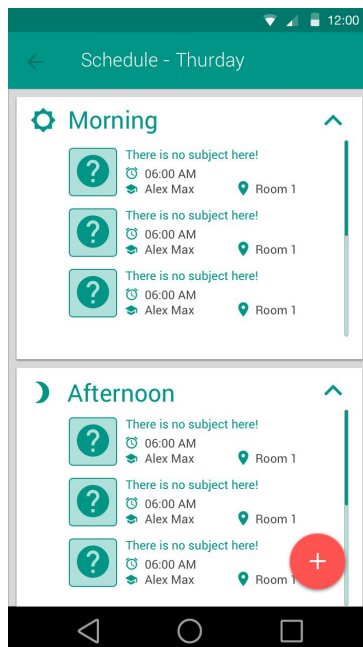 12:00
Schedule - Thurday
Morning
There is no subject here!
06:00 AM
Alex Max Room 1
There is no subject here!
06:00 AM
Alex Max Room 1
There is no subject here!
06:00 AM
Alex Max Room 1
Afternoon
There is no subject here!
06:00 AM
Alex Max Room 1
There is no subject here!
06:00 AM
Alex Max Room 1
There is no subject here!
06:00 AM
Alex Max Room